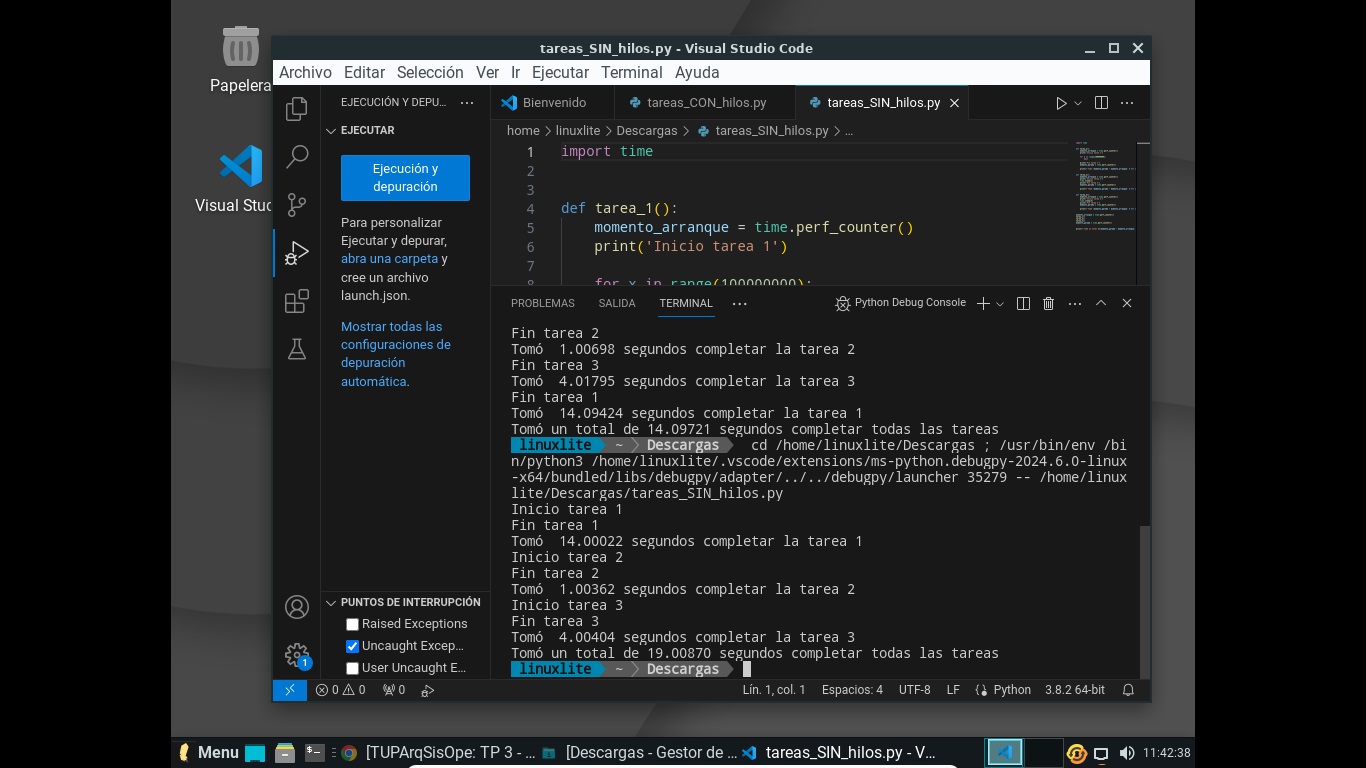 Papelera
Visual Stud
tareas_SIN_hilos.py - Visual Studio Code
Archivo Editar Selección Ver Ir Ejecutar Terminal Ayuda
EJECUCIÓN Y DEPU... ···
EJECUTAR
Ejecución y
depuración
Para personalizar
Ejecutar y depurar,
abra una carpeta y
cree un archivo
launch.json.
Mostrar todas las
configuraciones de
depuración
automática.
PUNTOS DE INTERRUPCIÓN
Raised Exceptions
Uncaught Excep...
User Uncaught E...
1
Bienvenido tareas_CON_hilos.py tareas_SIN_hilos.py
home > linuxlite > Descargas > tareas_SIN_hilos.py > ...
1 import time
2
3
4 def tarea_1():
5 momento_arranque = time.perf_counter()
6 print('Inicio tarea 1')
7
8 for x in range(100000000):
PROBLEMAS SALIDA TERMINAL ··· Python Debug Console
Fin tarea 2
Tomó 1.00698 segundos completar la tarea 2
Fin tarea 3
Tomó 4.01795 segundos completar la tarea 3
Fin tarea 1
Tomó 14.09424 segundos completar la tarea 1
Tomó un total de 14.09721 segundos completar todas las tareas
linuxlite ~ Descargas cd /home/linuxlite/Descargas ; /usr/bin/env /bi
n/python3 /home/linuxlite/.vscode/extensions/ms-python.debugpy-2024.6.0-linux
-x64/bundled/libs/debugpy/adapter/../../debugpy/launcher 35279 -- /home/linux
lite/Descargas/tareas_SIN_hilos.py
Inicio tarea 1
Fin tarea 1
Tomó 14.00022 segundos completar la tarea 1
Inicio tarea 2
Fin tarea 2
Tomó 1.00362 segundos completar la tarea 2
Inicio tarea 3
Fin tarea 3
Tomó 4.00404 segundos completar la tarea 3
Tomó un total de 19.00870 segundos completar todas las tareas
linuxlite ~ Descargas
0 0 0 Lín. 1, col. 1 Espacios: 4 UTF-8 LF Python 3.8.2 64-bit
Menu [TUPArqSisOpe: TP 3 - ... [Descargas - Gestor de ... tareas_SIN_hilos.py - V... 11:42:38